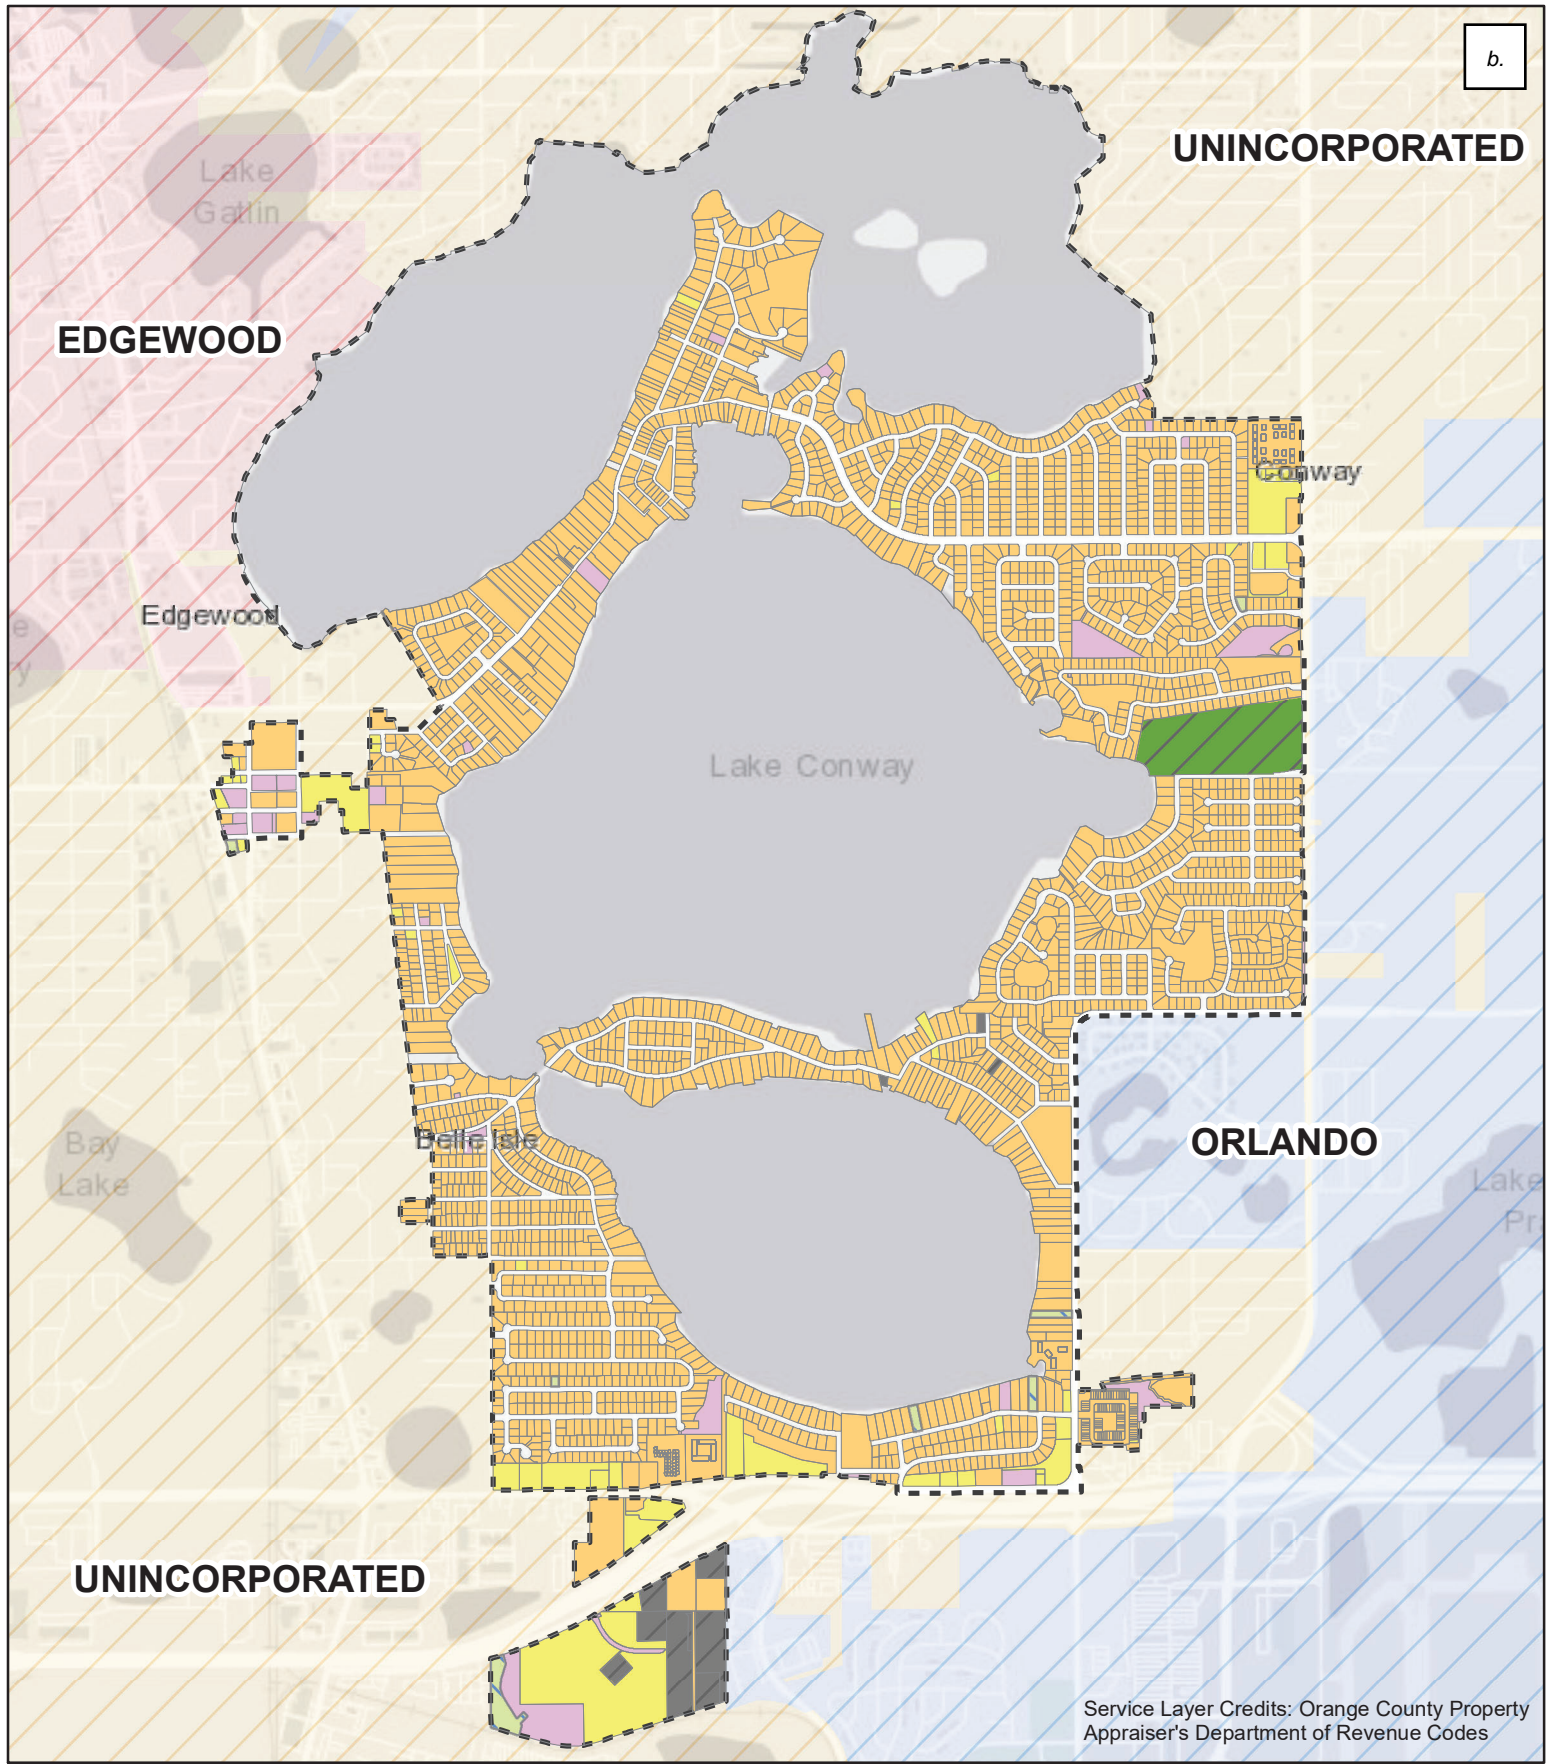 b.
UNINCORPORATED
Lake
Gatlin
EDGEWOOD
Conway
Edgewood
Lake Conway
Belle Isle
Bay
Lake
ORLANDO
Lake
UNINCORPORATED
Service Layer Credits: Orange County Property
Appraiser's Department of Revenue Codes